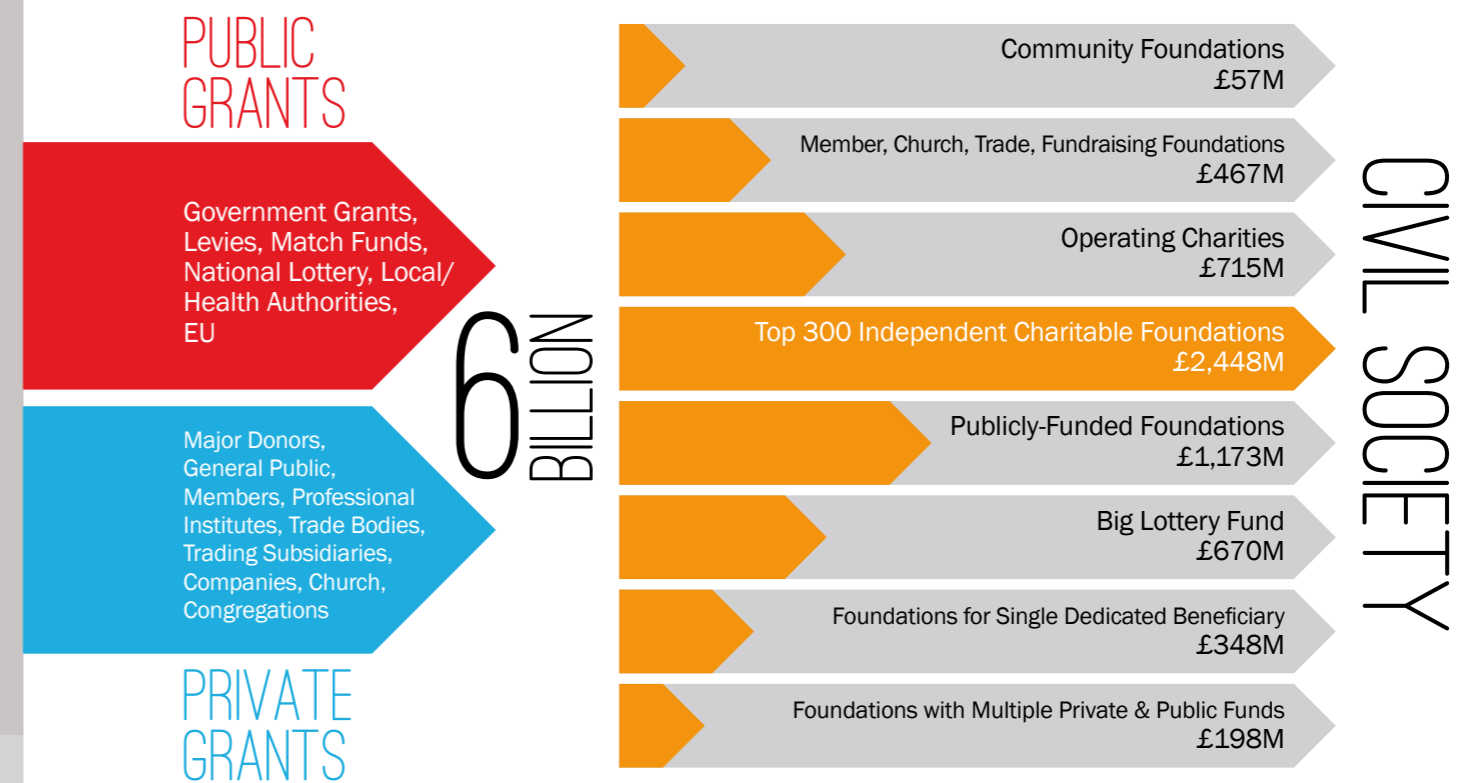 PUBLIC
GRANTS
Government Grants,
Levies, Match Funds,
National Lottery, Local/
Health Authorities,
EU
Major Donors,
General Public,
Members, Professional
Institutes, Trade Bodies,
Trading Subsidiaries,
Companies, Church,
Congregations
PRIVATE
GRANTS
6
BILLION
Community Foundations
£57M
Member, Church, Trade, Fundraising Foundations
£467M
Operating Charities
£715M
Top 300 Independent Charitable Foundations
£2,448M
Publicly-Funded Foundations
£1,173M
Big Lottery Fund
£670M
Foundations for Single Dedicated Beneficiary
£348M
Foundations with Multiple Private & Public Funds
£198M
CIVIL SOCIETY